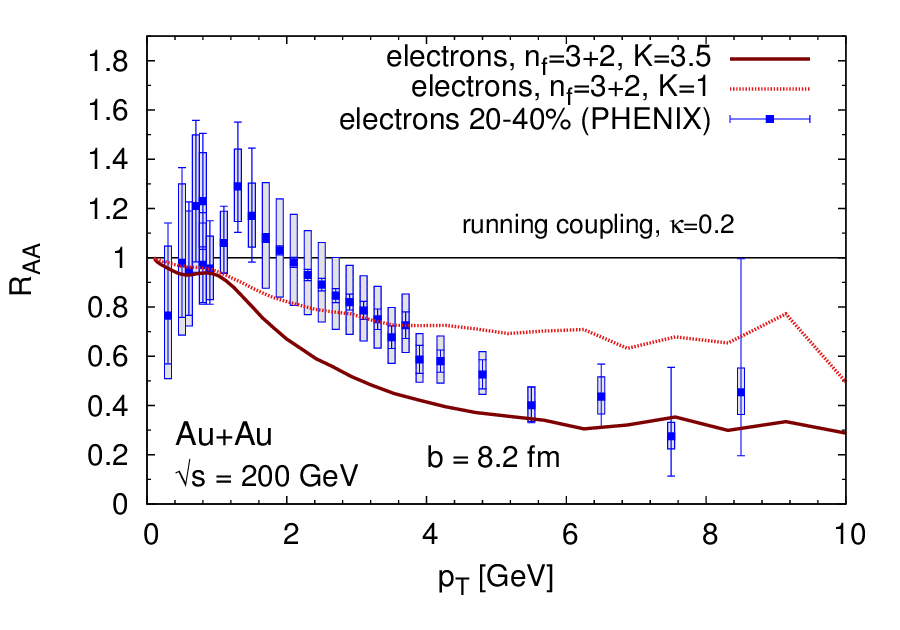 electrons, n_f=3+2, K=3.5
electrons, n_f=3+2, K=1
electrons 20-40% (PHENIX)
running coupling, κ=0.2
Au+Au
√s = 200 GeV
b = 8.2 fm
R_AA
1.8
1.6
1.4
1.2
1
0.8
0.6
0.4
0.2
0
0 2 4 6 8 10
p_T [GeV]